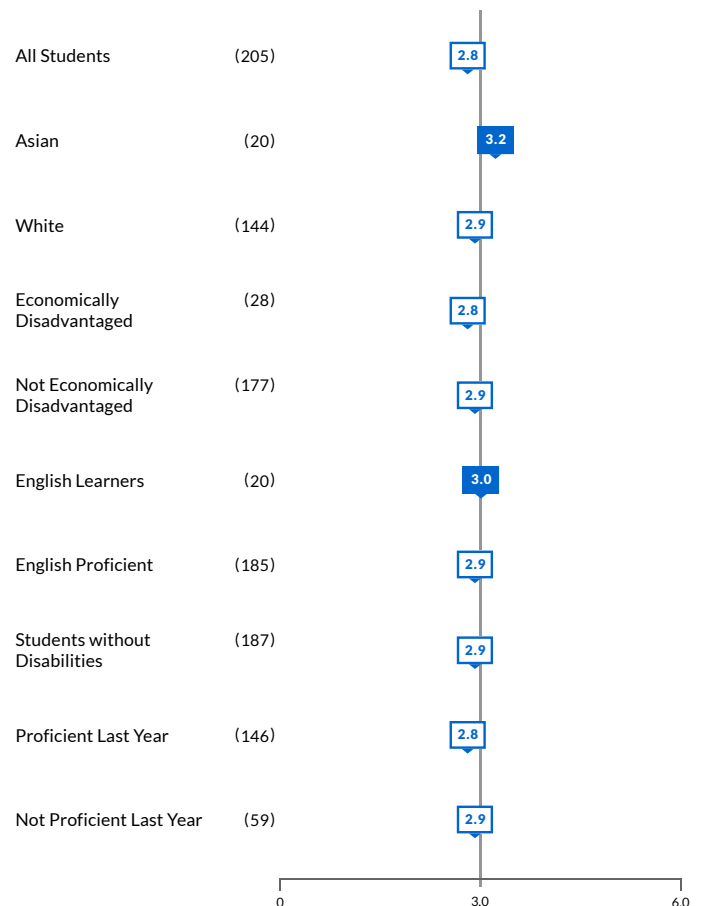 All Students (205) 2.8
Asian (20) 3.2
White (144) 2.9
Economically (28)
Disadvantaged 2.8
Not Economically (177)
Disadvantaged 2.9
English Learners (20) 3.0
English Proficient (185) 2.9
Students without (187)
Disabilities 2.9
Proficient Last Year (146) 2.8
Not Proficient Last Year (59) 2.9
0 3.0 6.0